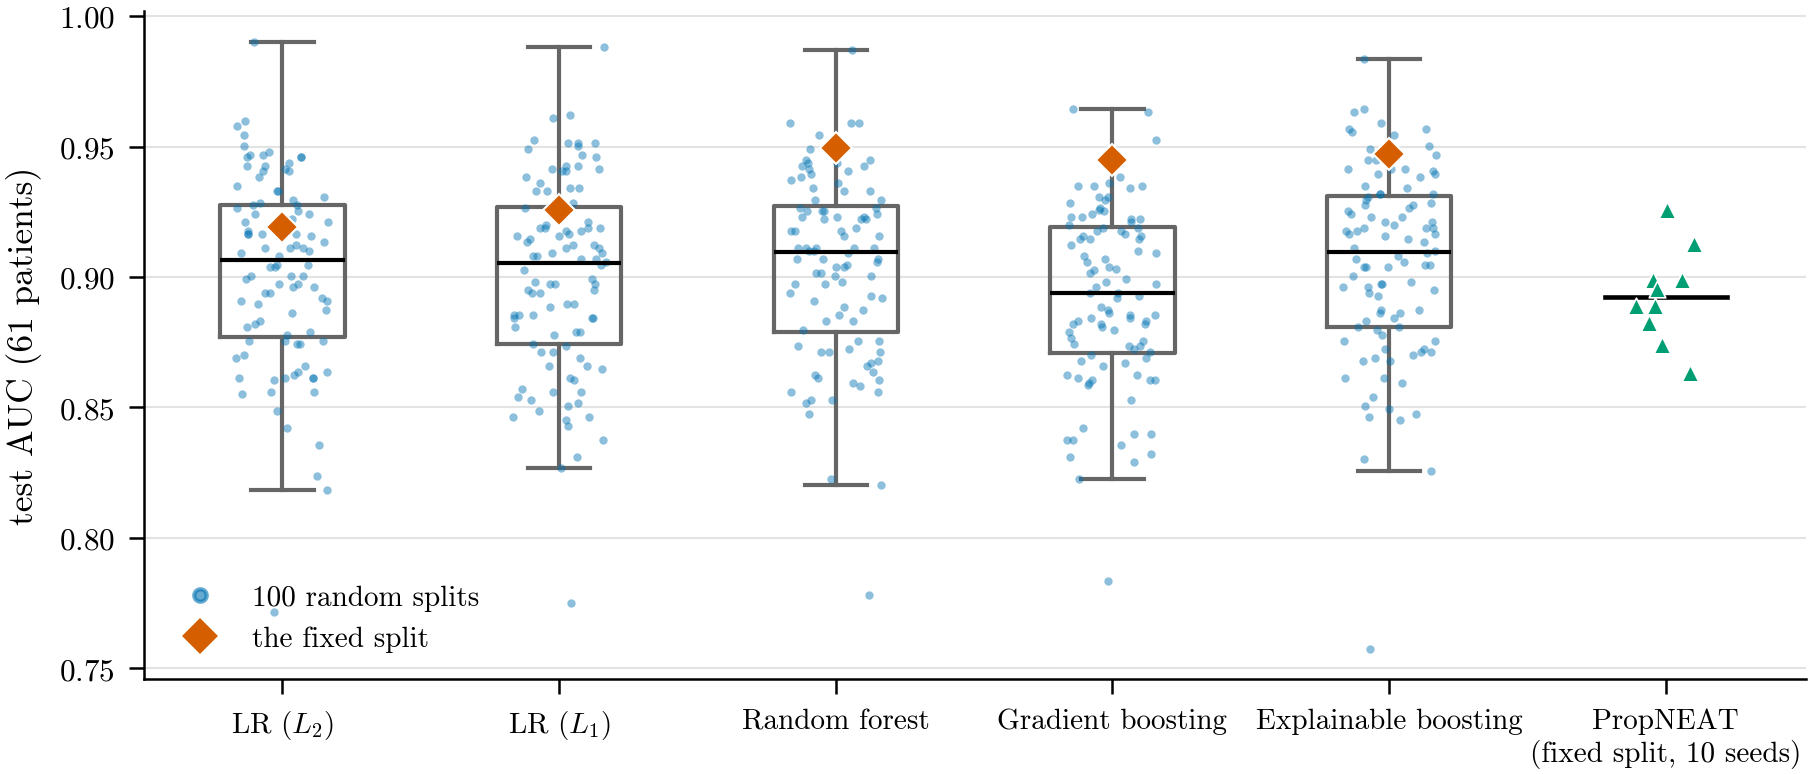 test AUC (61 patients)
1.00
0.95
0.90
0.85
0.80
0.75
100 random splits
the fixed split
LR (L₂)
LR (L₁)
Random forest
Gradient boosting
Explainable boosting
PropNEAT
(fixed split, 10 seeds)